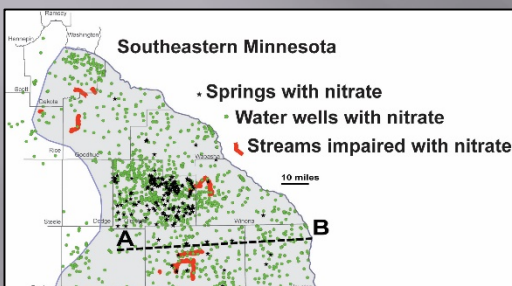 Ramsey
Hennepin
Washington
Southeastern Minnesota
Springs with nitrate
Scott
Dakota
Water wells with nitrate
Streams impaired with nitrate
Rice
Goodhue
Wabasha
10 miles
Steele
Dodge
Olmsted
Winona
A
B